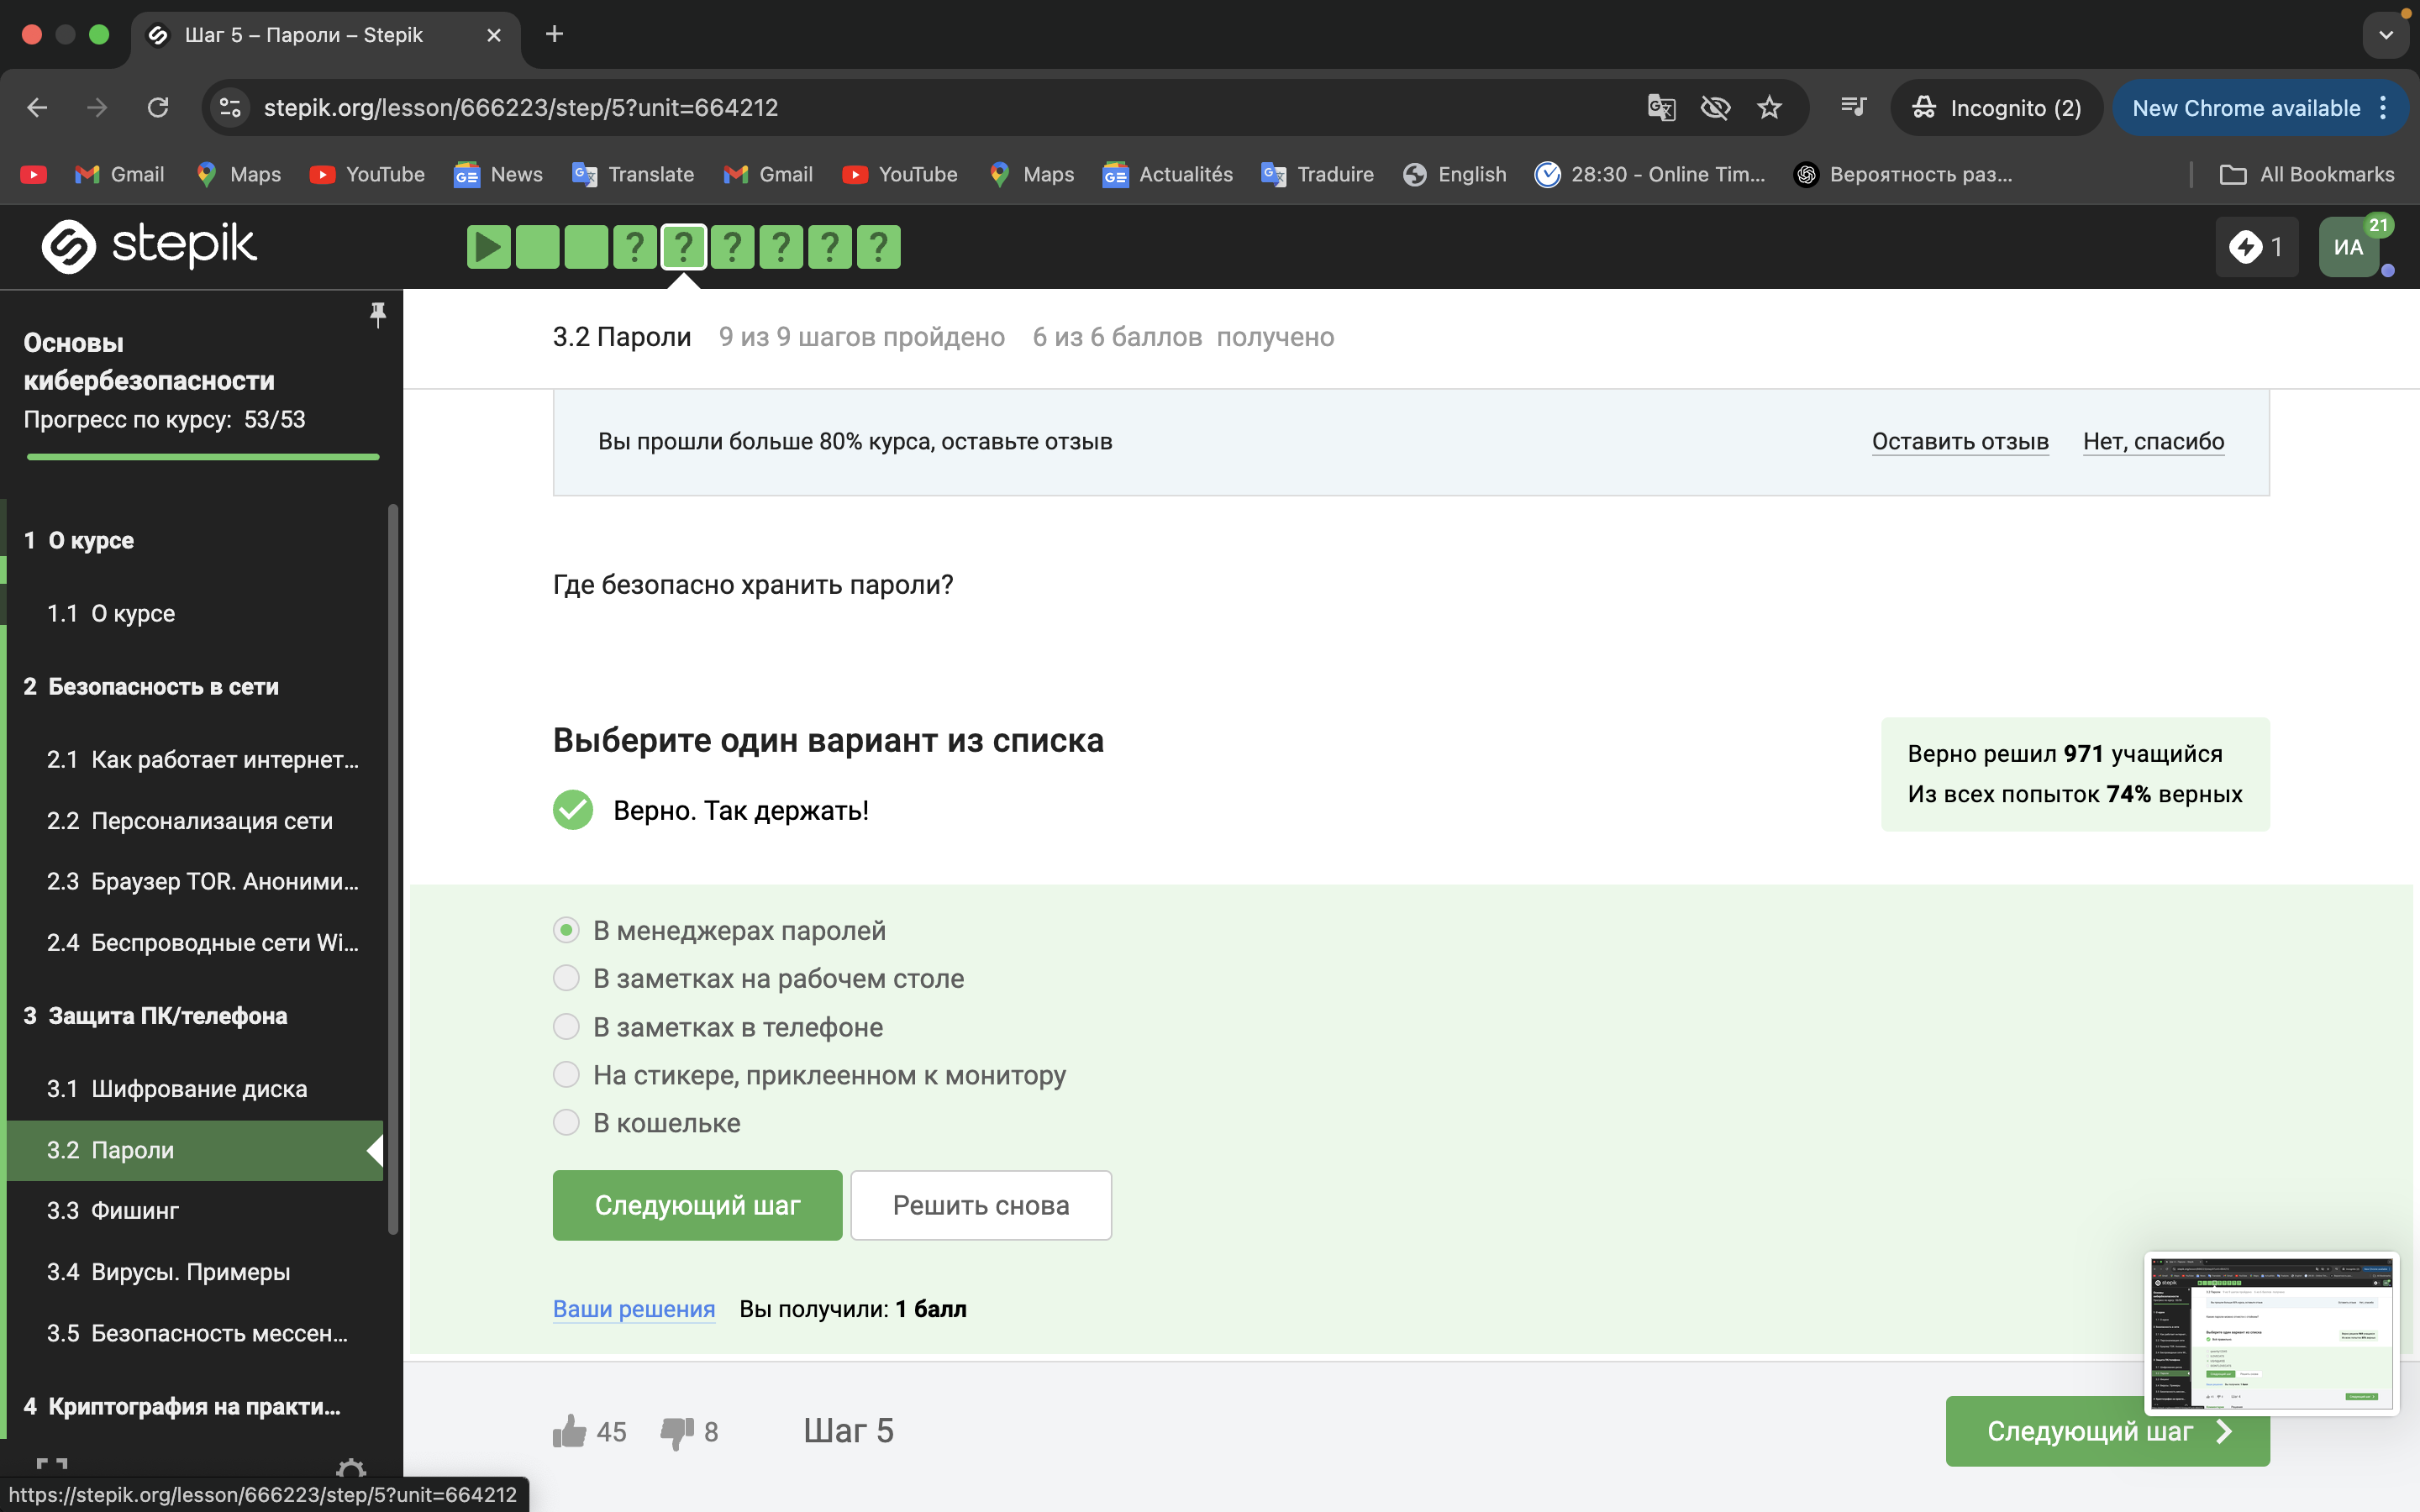 Шаг 5 – Пароли – Stepik
stepik.org/lesson/666223/step/5?unit=664212
Incognito (2)
New Chrome available
Gmail
Maps
YouTube
News
Translate
Gmail
YouTube
Maps
Actualités
Traduire
English
28:30 - Online Tim...
Вероятность раз...
All Bookmarks
stepik
? ? ? ? ? ?
1
ИА
21
Основы
кибербезопасности
Прогресс по курсу: 53/53
1 О курсе
1.1 О курсе
2 Безопасность в сети
2.1 Как работает интернет...
2.2 Персонализация сети
2.3 Браузер TOR. Аноними...
2.4 Беспроводные сети Wi...
3 Защита ПК/телефона
3.1 Шифрование диска
3.2 Пароли
3.3 Фишинг
3.4 Вирусы. Примеры
3.5 Безопасность мессен...
4 Криптография на практи...
3.2 Пароли 9 из 9 шагов пройдено 6 из 6 баллов получено
Вы прошли больше 80% курса, оставьте отзыв
Оставить отзыв
Нет, спасибо
Где безопасно хранить пароли?
Выберите один вариант из списка
Верно. Так держать!
Верно решил 971 учащийся
Из всех попыток 74% верных
В менеджерах паролей
В заметках на рабочем столе
В заметках в телефоне
На стикере, приклеенном к монитору
В кошельке
Следующий шаг
Решить снова
Ваши решения Вы получили: 1 балл
45
8
Шаг 5
Следующий шаг
https://stepik.org/lesson/666223/step/5?unit=664212